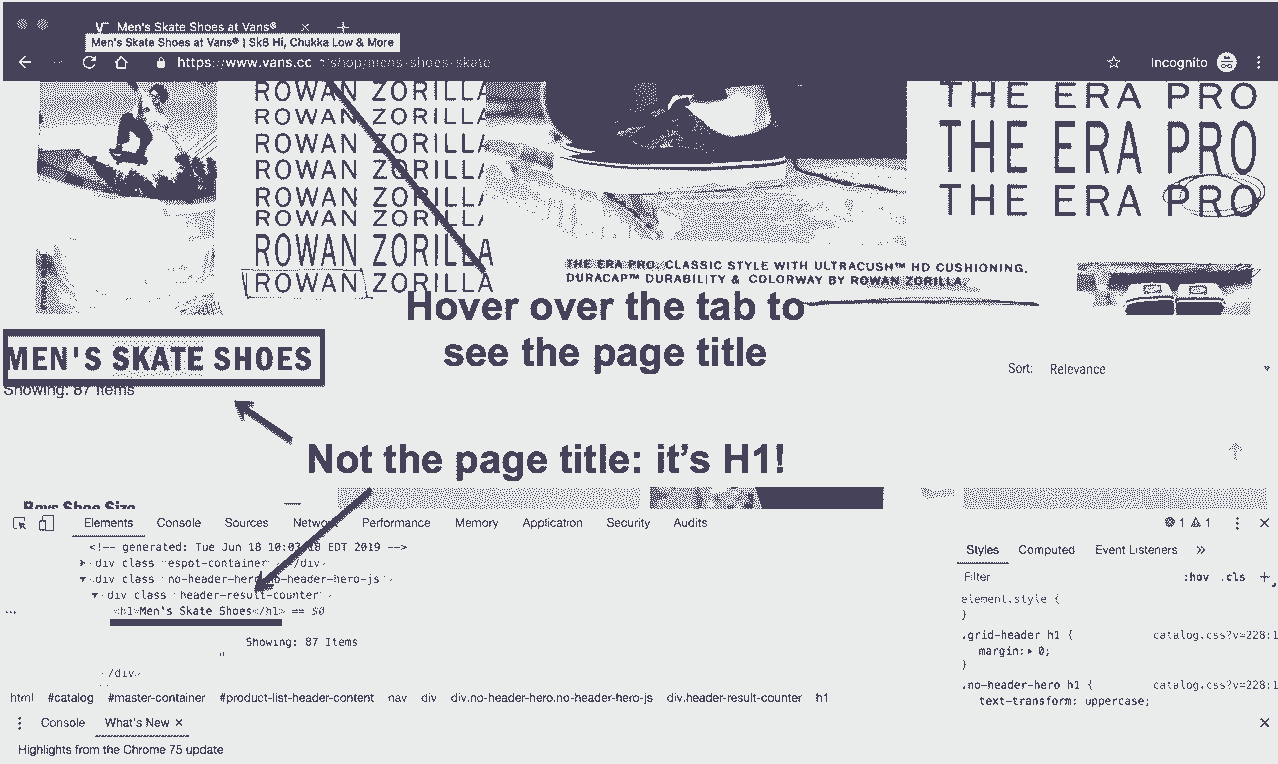 Men's Skate Shoes at Vans®
Men's Skate Shoes at Vans® | Sk8 Hi, Chukka Low & More
https://www.vans.cc /shop/mens-shoes-skate
Incognito
ROWAN ZORILLA
ROWAN ZORILLA
ROWAN ZORILLA
ROWAN ZORILLA
ROWAN ZORILLA
ROWAN ZORILLA
ROWAN ZORILLA
ROWAN ZORILLA
THE ERA PRO
THE ERA PRO
THE ERA PRO
THE ERA PRO, CLASSIC STYLE WITH ULTRACUSH™ HD CUSHIONING,
DURACAP™ DURABILITY & COLORWAY BY ROWAN ZORILLA.
Hover over the tab to
see the page title
MEN'S SKATE SHOES
Showing: 87 Items
Sort: Relevance
Not the page title: it's H1!
Boys Shoe Size
Elements Console Sources Network Performance Memory Application Security Audits
1 1
<!-- generated: Tue Jun 18 10:03:18 EDT 2019 -->
div class espot-container </div>
div class no-header-hero no-header-hero-js
div class header-result-counter
<h1>Men's Skate Shoes</h1> == $0
Showing: 87 Items
"
/div>
html #catalog #master-container #product-list-header-content nav div div.no-header-hero.no-header-hero-js div.header-result-counter h1
Styles Computed Event Listeners »
Filter :hov .cls +
element.style {
}
.grid-header h1 { catalog.css?v=228:1
margin: 0;
}
.no-header-hero h1 { catalog.css?v=228:1
text-transform: uppercase;
Console What's New ×
Highlights from the Chrome 75 update